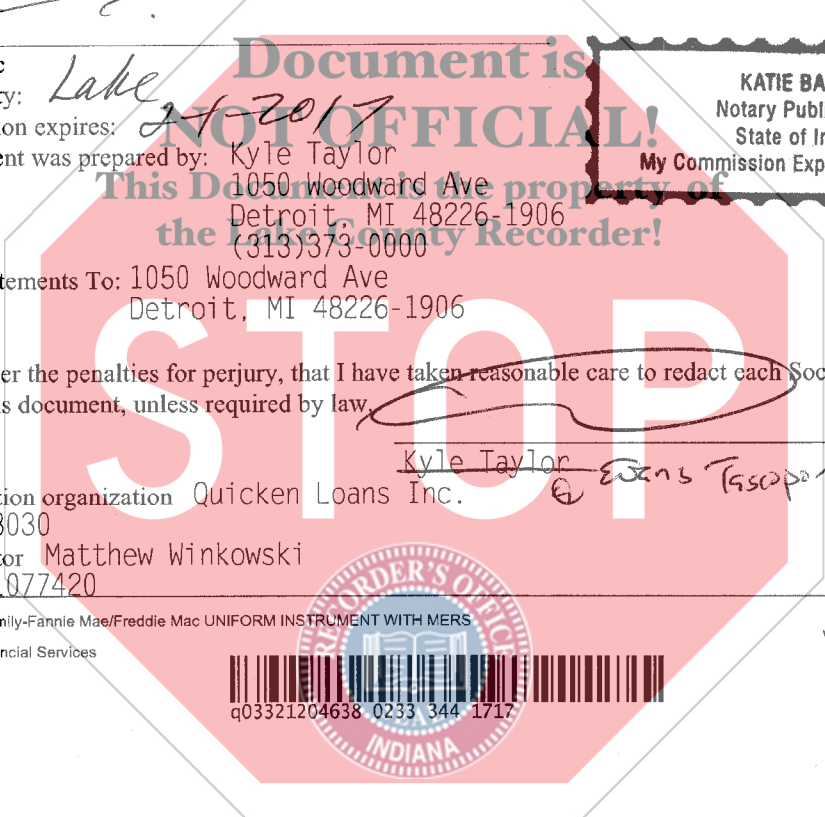 c
ty: Lake
on expires: 2-1-2017
ent was prepared by: Kyle Taylor
1050 Woodward Ave
Detroit, MI 48226-1906
(313)373-0000
tements To: 1050 Woodward Ave
Detroit, MI 48226-1906
KATIE BA
Notary Publi
State of In
My Commission Exp
Document is
NOT OFFICIAL!
This Document is the property of
the Lake County Recorder!
STOP
er the penalties for perjury, that I have taken reasonable care to redact each Soc
s document, unless required by law.
Kyle Taylor
Evans
tion organization Quicken Loans Inc.
3030
tor Matthew Winkowski
1077420
mily-Fannie Mae/Freddie Mac UNIFORM INSTRUMENT WITH MERS
ncial Services
q03321204638 0233 344 1717
RECORDER'S OFFICE
INDIANA